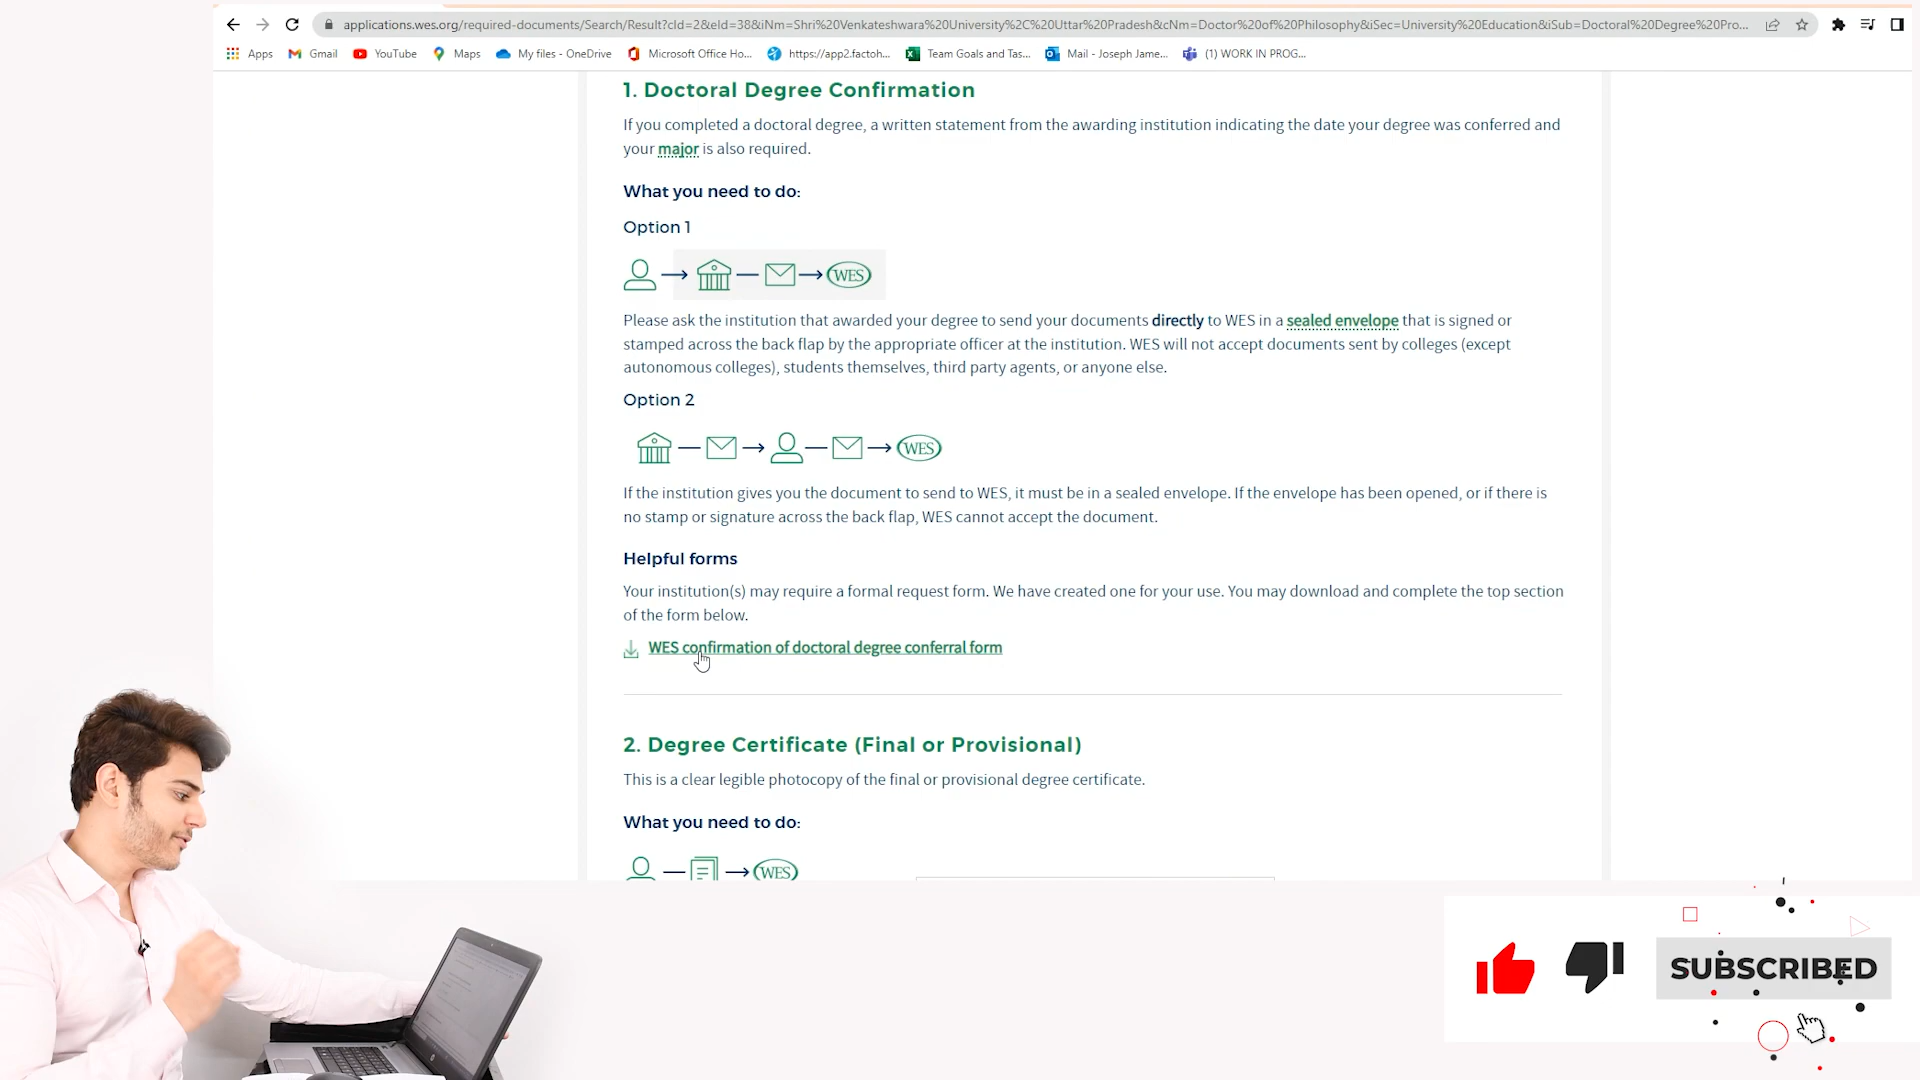 applications.wes.org/required-documents/Search/Result?cId=2&eId=38&iNm=Shri%20Venkateshwara%20University%2C%20Uttar%20Pradesh&cNm=Doctor%20of%20Philosophy&iSec=University%20Education&iSub=Doctoral%20Degree%20Pro...
Apps Gmail YouTube Maps My files - OneDrive Microsoft Office Ho... https://app2.factoh... Team Goals and Tas... Mail - Joseph Jame... (1) WORK IN PROG...
1. Doctoral Degree Confirmation
If you completed a doctoral degree, a written statement from the awarding institution indicating the date your degree was conferred and
your major is also required.
What you need to do:
Option 1
WES
Please ask the institution that awarded your degree to send your documents directly to WES in a sealed envelope that is signed or
stamped across the back flap by the appropriate officer at the institution. WES will not accept documents sent by colleges (except
autonomous colleges), students themselves, third party agents, or anyone else.
Option 2
WES
If the institution gives you the document to send to WES, it must be in a sealed envelope. If the envelope has been opened, or if there is
no stamp or signature across the back flap, WES cannot accept the document.
Helpful forms
Your institution(s) may require a formal request form. We have created one for your use. You may download and complete the top section
of the form below.
WES confirmation of doctoral degree conferral form
2. Degree Certificate (Final or Provisional)
This is a clear legible photocopy of the final or provisional degree certificate.
What you need to do:
WES
SUBSCRIBED